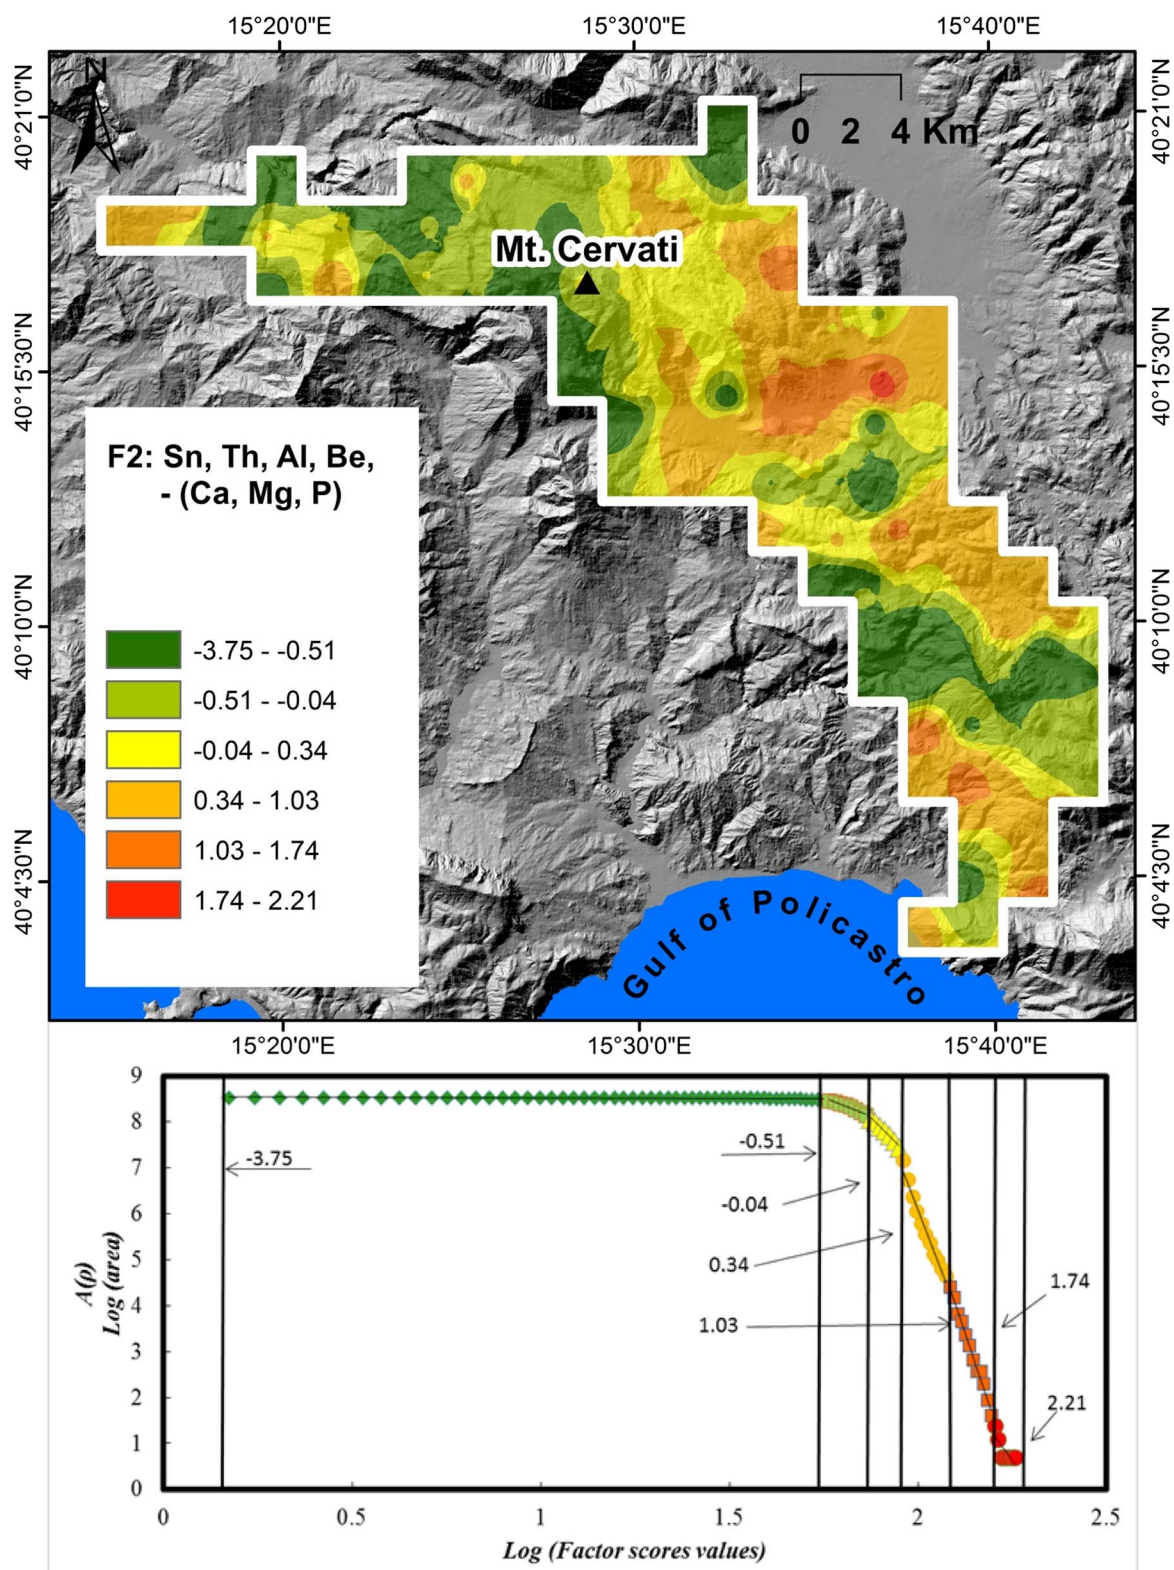 15°20'0"E 15°30'0"E 15°40'0"E
N
40°21'0"N 40°21'0"N
0 2 4 Km
Mt. Cervati
40°15'30"N 40°15'30"N
F2: Sn, Th, Al, Be,
- (Ca, Mg, P)
40°10'0"N 40°10'0"N
-3.75 - -0.51
-0.51 - -0.04
-0.04 - 0.34
0.34 - 1.03
1.03 - 1.74
1.74 - 2.21
40°4'30"N 40°4'30"N
Gulf of Policastro
15°20'0"E 15°30'0"E 15°40'0"E
9
8
7
6
5
4
3
2
1
0
A(ρ)
Log (area)
-3.75
-0.51
-0.04
0.34
1.03
1.74
2.21
0 0.5 1 1.5 2 2.5
Log (Factor scores values)